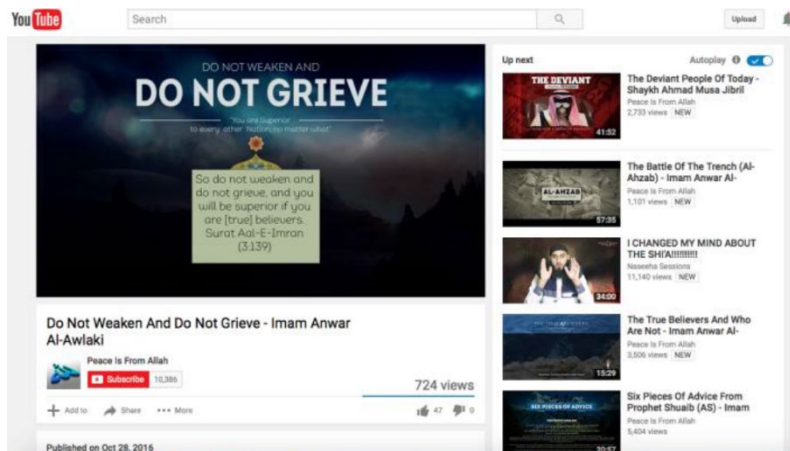 YouTube
Search
Upload
DO NOT WEAKEN AND
DO NOT GRIEVE
"You are Superior
to every other Nation, no matter what"
So do not weaken and
do not grieve, and you
will be superior if you
are [true] believers.
Surat Aal-E-Imran
(3:139)
Do Not Weaken And Do Not Grieve - Imam Anwar
Al-Awlaki
Peace Is From Allah
Subscribe 10,386
724 views
Add to Share More
47 0
Published on Oct 28, 2016
Up next
Autoplay
THE DEVIANT
41:52
The Deviant People Of Today -
Shaykh Ahmad Musa Jibril
Peace Is From Allah
2,733 views NEW
AL-AHZAB
57:35
The Battle Of The Trench (Al-
Ahzab) - Imam Anwar Al-
Peace Is From Allah
1,101 views NEW
34:00
I CHANGED MY MIND ABOUT
THE SHI'A!!!!!!!!!!
Naseeha Sessions
11,140 views NEW
15:29
The True Believers And Who
Are Not - Imam Anwar Al-
Peace Is From Allah
3,506 views NEW
SIX PIECES OF ADVICE
20:57
Six Pieces Of Advice From
Prophet Shuaib (AS) - Imam
Peace Is From Allah
5,404 views